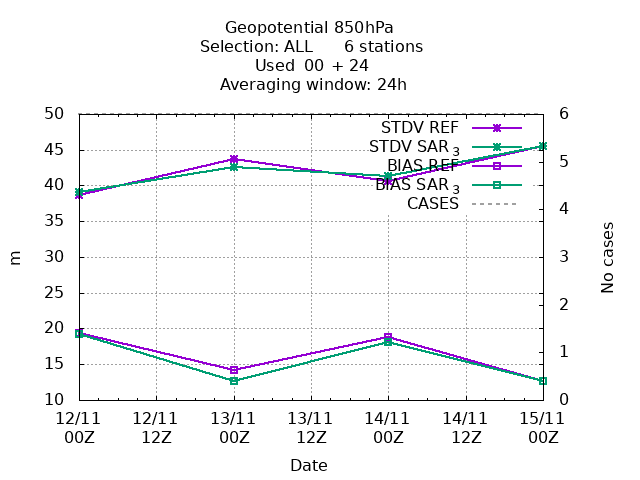 Geopotential 850hPa
Selection: ALL 6 stations
Used 00 + 24
Averaging window: 24h
50 6
STDV REF
STDV SAR 3
45 5
BIAS REF
BIAS SAR 3
40
CASES
4
35
m
30 3
No cases
25
2
20
15 1
10 0
12/11 12/11 13/11 13/11 14/11 14/11 15/11
00Z 12Z 00Z 12Z 00Z 12Z 00Z
Date